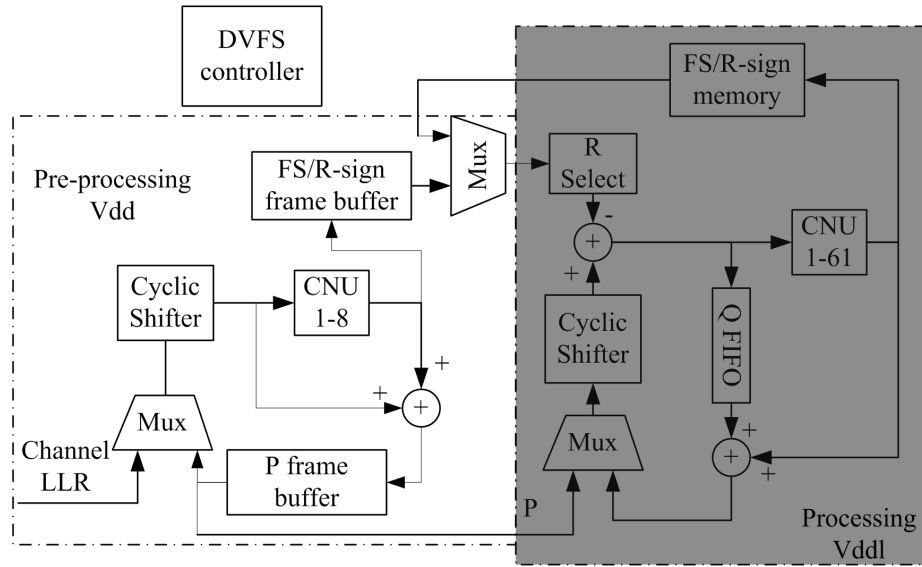 DVFS
controller
FS/R-sign
memory
Mux
R
Select
Pre-processing
Vdd
FS/R-sign
frame buffer
-
+
+
CNU
1-61
Cyclic
Shifter
CNU
1-8
Cyclic
Shifter
Q FIFO
+
+
+
Mux
Mux
+
+
+
Channel
LLR
P frame
buffer
P
Processing
Vddl